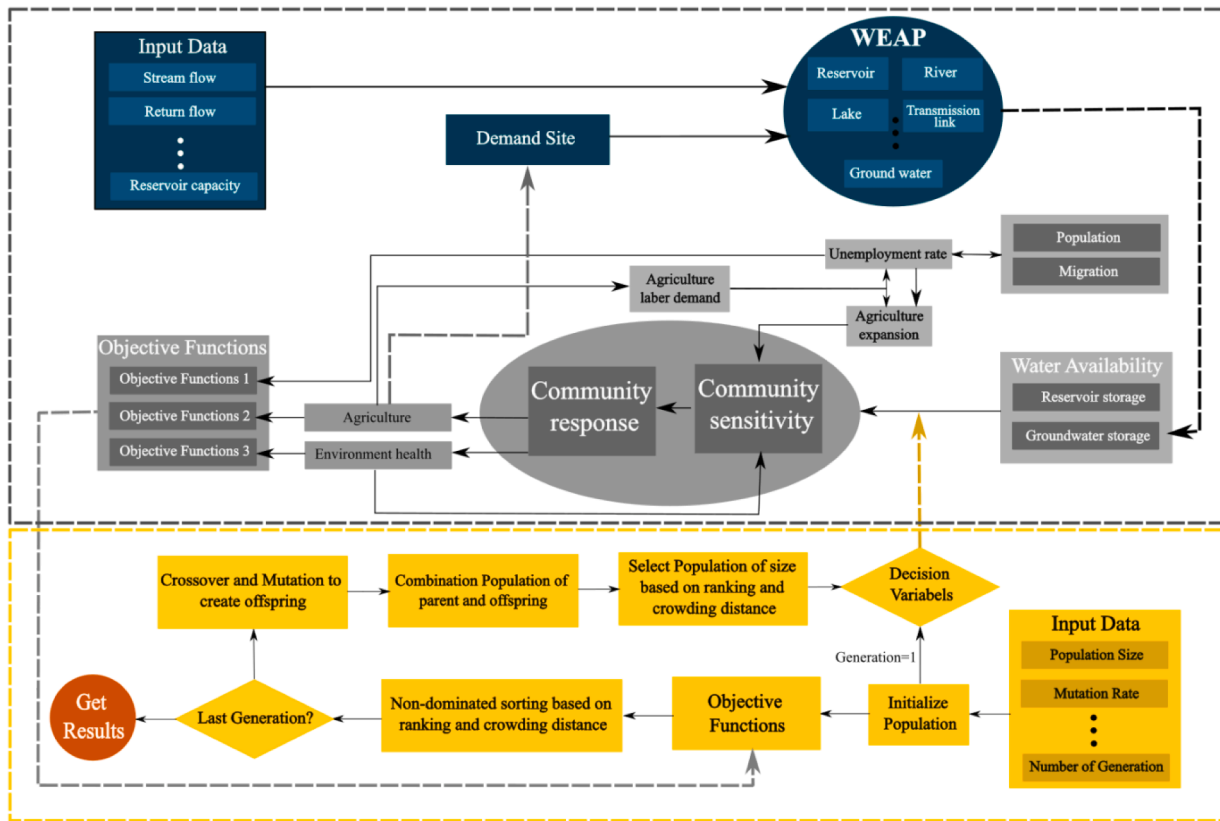 Input Data
Stream flow
Return flow
Reservoir capacity
Demand Site
WEAP
Reservoir
River
Lake
Transmission
link
Ground water
Unemployment rate
Population
Migration
Agriculture
laber demand
Agriculture
expansion
Objective Functions
Objective Functions 1
Objective Functions 2
Objective Functions 3
Agriculture
Environment health
Community
response
Community
sensitivity
Water Availability
Reservoir storage
Groundwater storage
Crossover and Mutation to
create offspring
Combination Population of
parent and offspring
Select Population of size
based on ranking and
crowding distance
Decision
Variabels
Input Data
Population Size
Mutation Rate
Number of Generation
Generation=1
Get
Results
Last Generation?
Non-dominated sorting based on
ranking and crowding distance
Objective
Functions
Initialize
Population